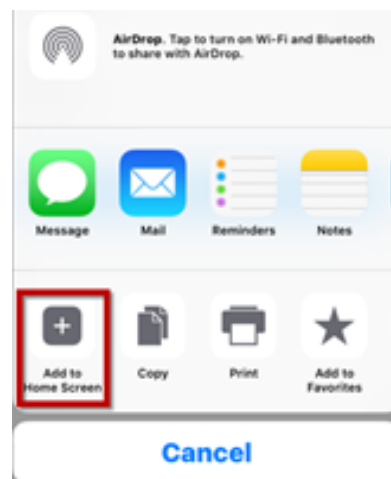 AirDrop. Tap to turn on Wi-Fi and Bluetooth
to share with AirDrop.
Message Mail Reminders Notes
Add to Home Screen Copy Print Add to Favorites
Cancel